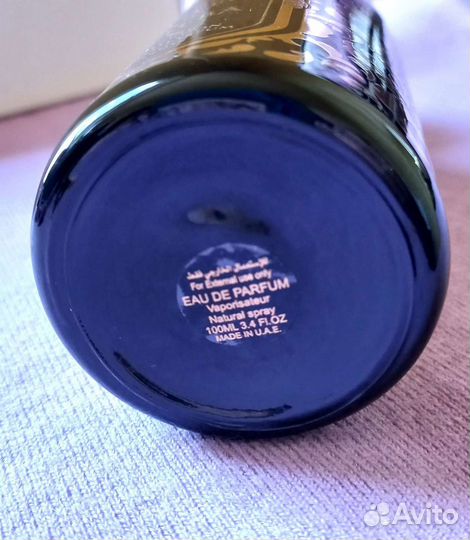 للإستعمال الخارجي فقط
For External use only
EAU DE PARFUM
Vaporisateur
Natural spray
100ML 3.4 Fl.OZ
MADE IN U.A.E.
Avito